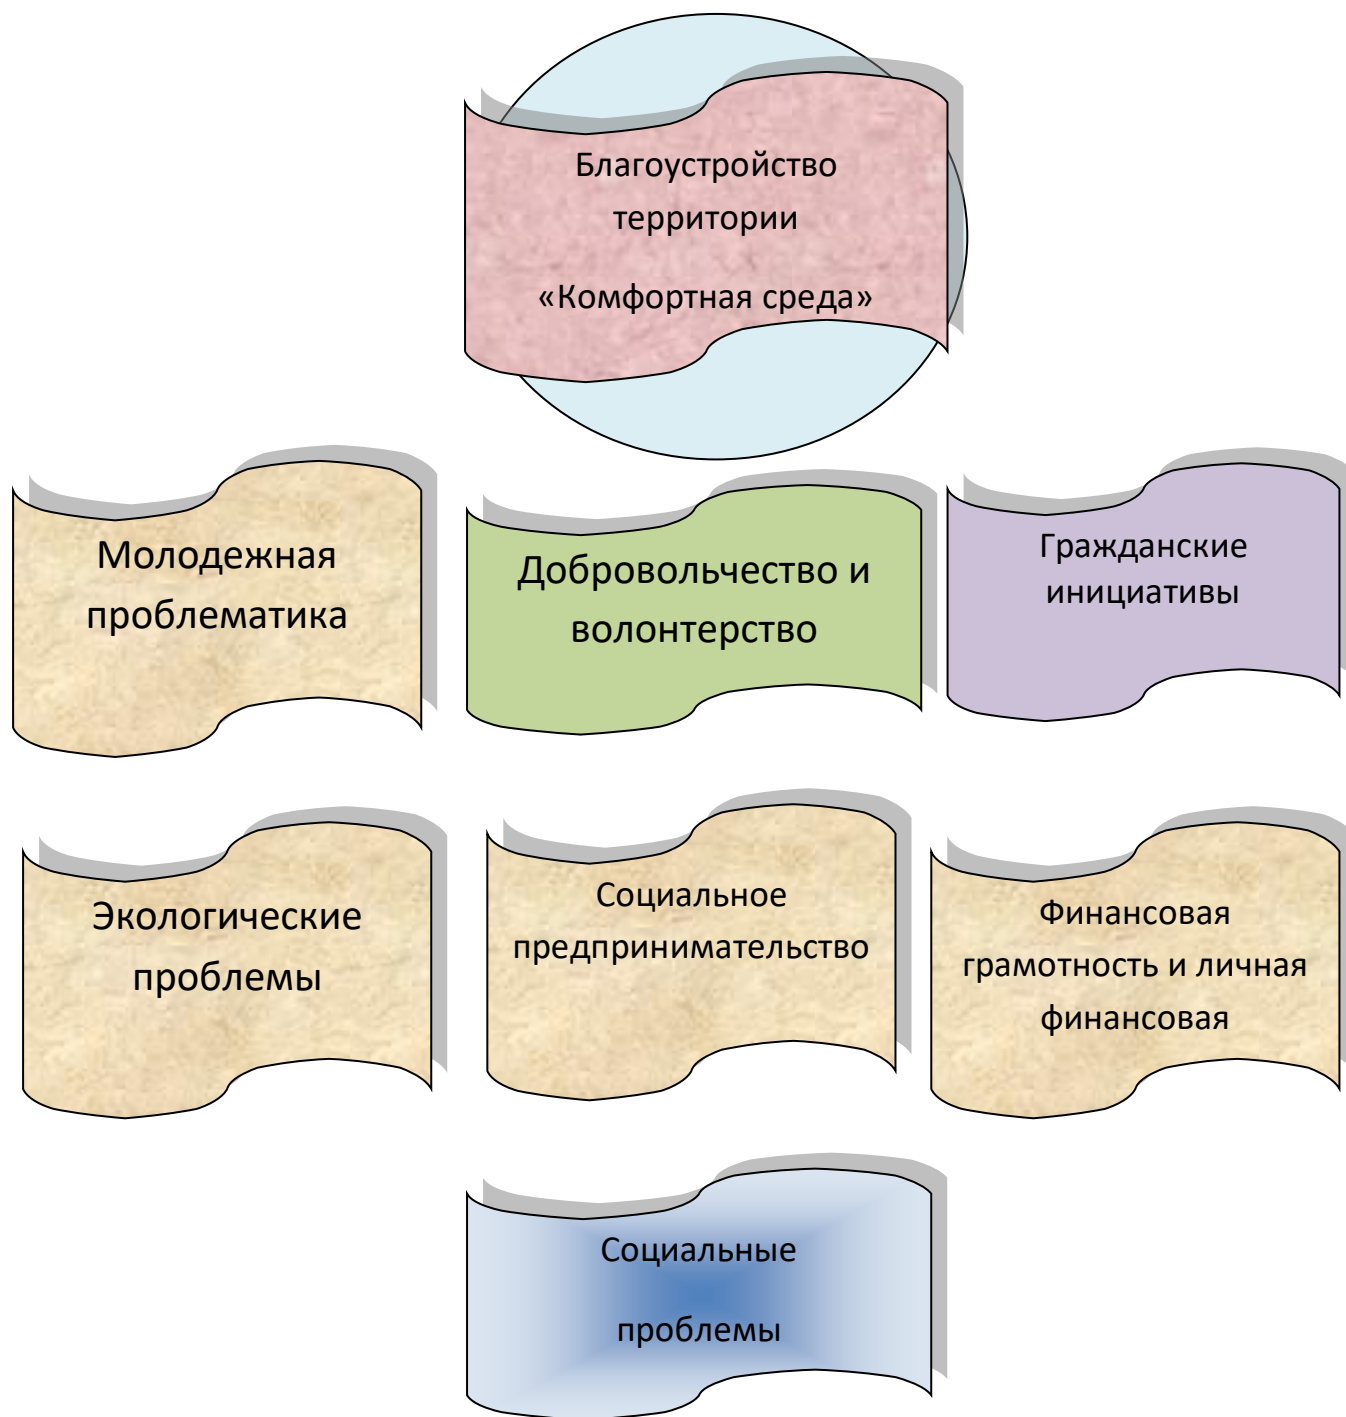 Благоустройство
территории
«Комфортная среда»
Молодежная
проблематика
Добровольчество и
волонтерство
Гражданские
инициативы
Экологические
проблемы
Социальное
предпринимательство
Финансовая
грамотность и личная
финансовая
Социальные
проблемы